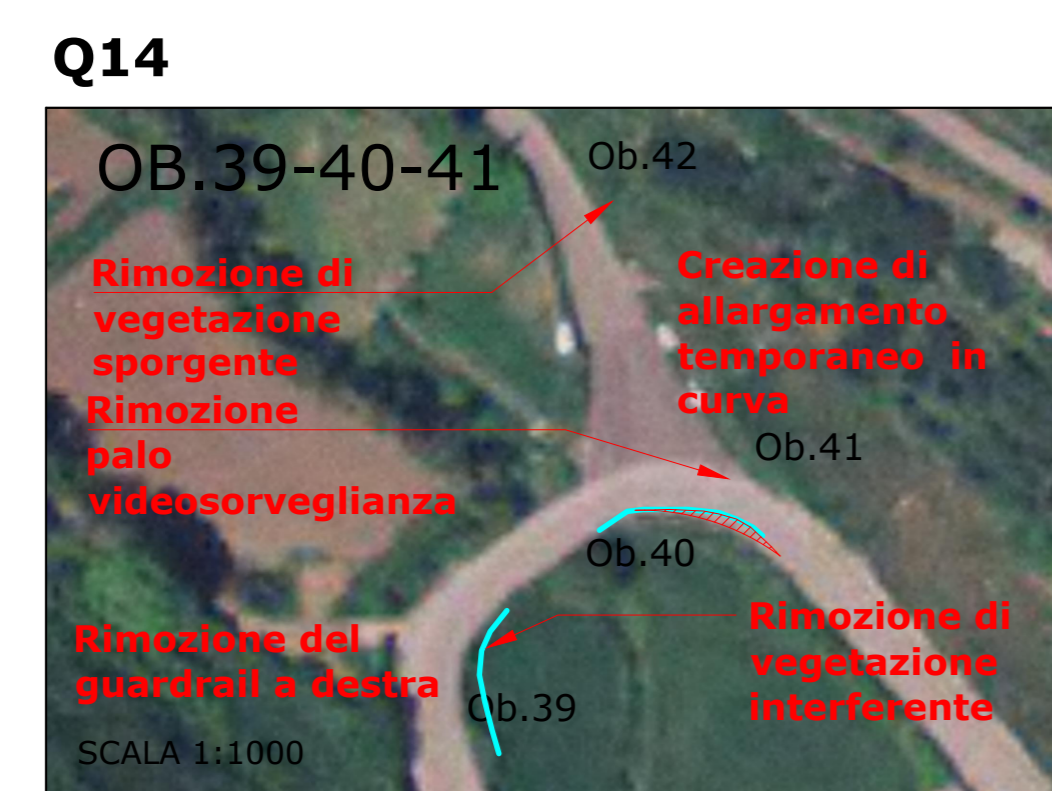 Q14
OB.39-40-41
Ob.42
Rimozione di
vegetazione
sporgente
Creazione di
allargamento
temporaneo in
curva
Rimozione
palo
videosorveglianza
Ob.41
Ob.40
Rimozione del
guardrail a destra
Ob.39
Rimozione di
vegetazione
interferente
SCALA 1:1000